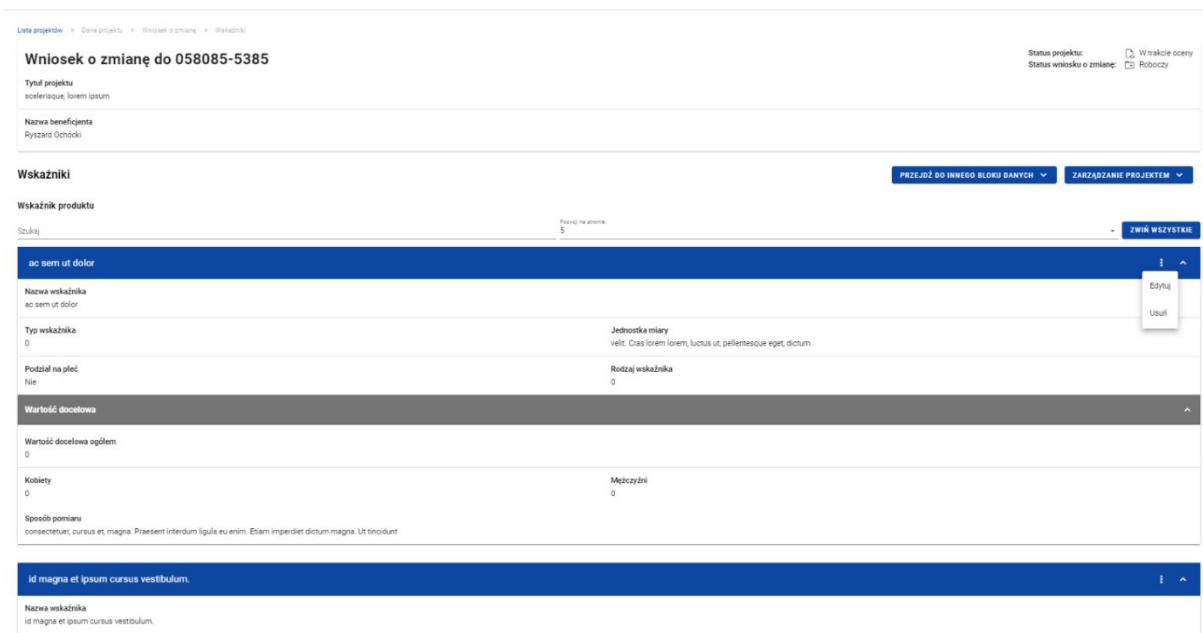 Lista projektów > Dane projektu > Wniosek o zmianę > Wskaźniki
Wniosek o zmianę do 058085-5385
Status projektu: W trakcie oceny
Status wniosku o zmianę: Roboczy
Tytuł projektu
scelerisque, lorem ipsum
Nazwa beneficjenta
Ryszard Ochócki
Wskaźniki
PRZEJDŹ DO INNEGO BLOKU DANYCH
ZARZĄDZANIE PROJEKTEM
Wskaźnik produktu
Szukaj
Pozycji na stronie
5
ZWIŃ WSZYSTKIE
ac sem ut dolor
Edytuj
Usuń
Nazwa wskaźnika
ac sem ut dolor
Typ wskaźnika
0
Jednostka miary
velit. Cras lorem lorem, luctus ut, pellentesque eget, dictum
Podział na płeć
Nie
Rodzaj wskaźnika
0
Wartość docelowa
Wartość docelowa ogółem
0
Kobiety
0
Mężczyźni
0
Sposób pomiaru
consectetuer, cursus et, magna. Praesent interdum ligula eu enim. Etiam imperdiet dictum magna. Ut tincidunt
id magna et ipsum cursus vestibulum.
Nazwa wskaźnika
id magna et ipsum cursus vestibulum.